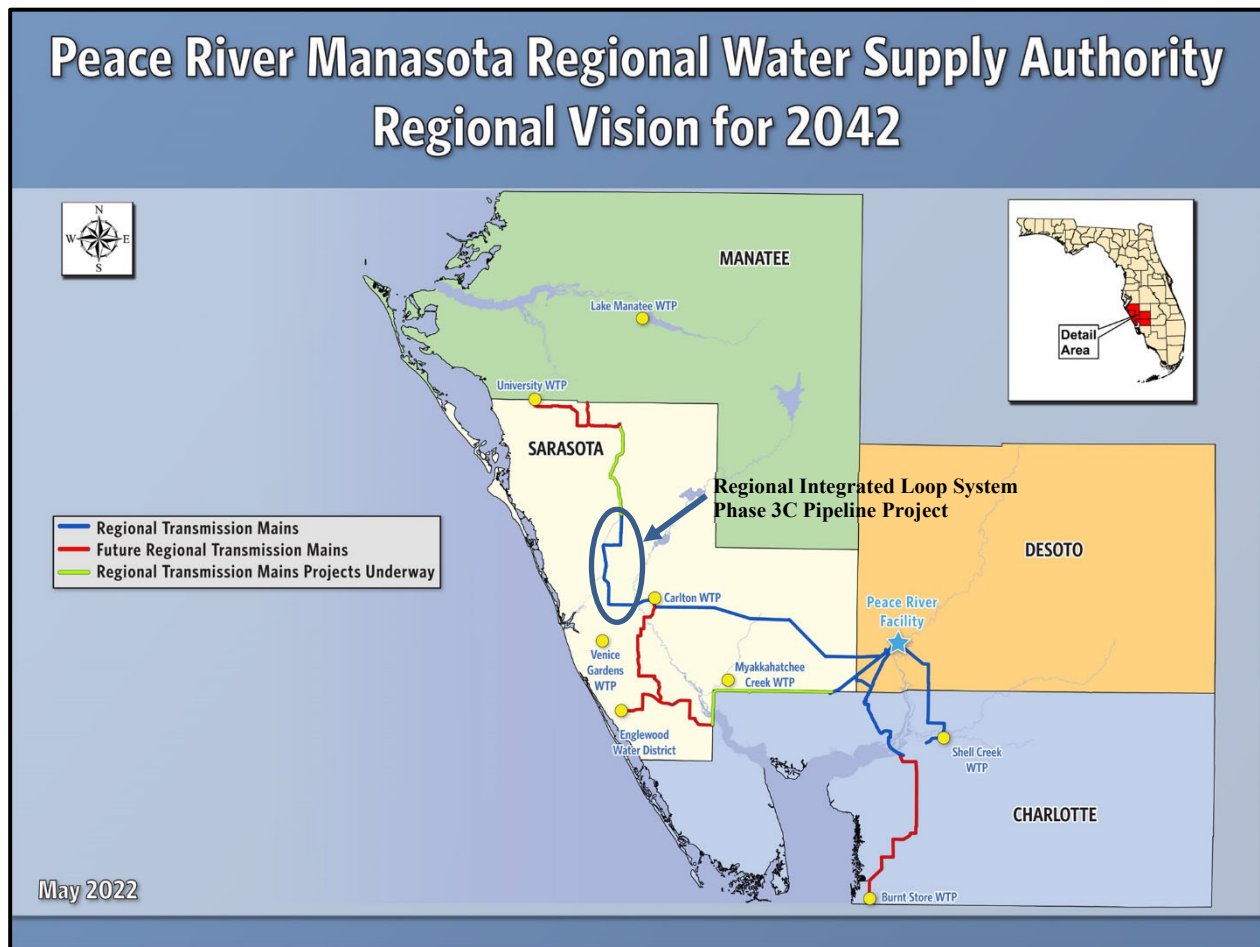 Peace River Manasota Regional Water Supply Authority
Regional Vision for 2042
N
W E
S
MANATEE
Lake Manatee WTP
Detail
Area
University WTP
SARASOTA
Regional Integrated Loop System
Phase 3C Pipeline Project
Regional Transmission Mains
Future Regional Transmission Mains
Regional Transmission Mains Projects Underway
DESOTO
Carlton WTP
Peace River
Facility
Venice
Gardens
WTP
Myakkahatchee
Creek WTP
Englewood
Water District
Shell Creek
WTP
CHARLOTTE
May 2022
Burnt Store WTP